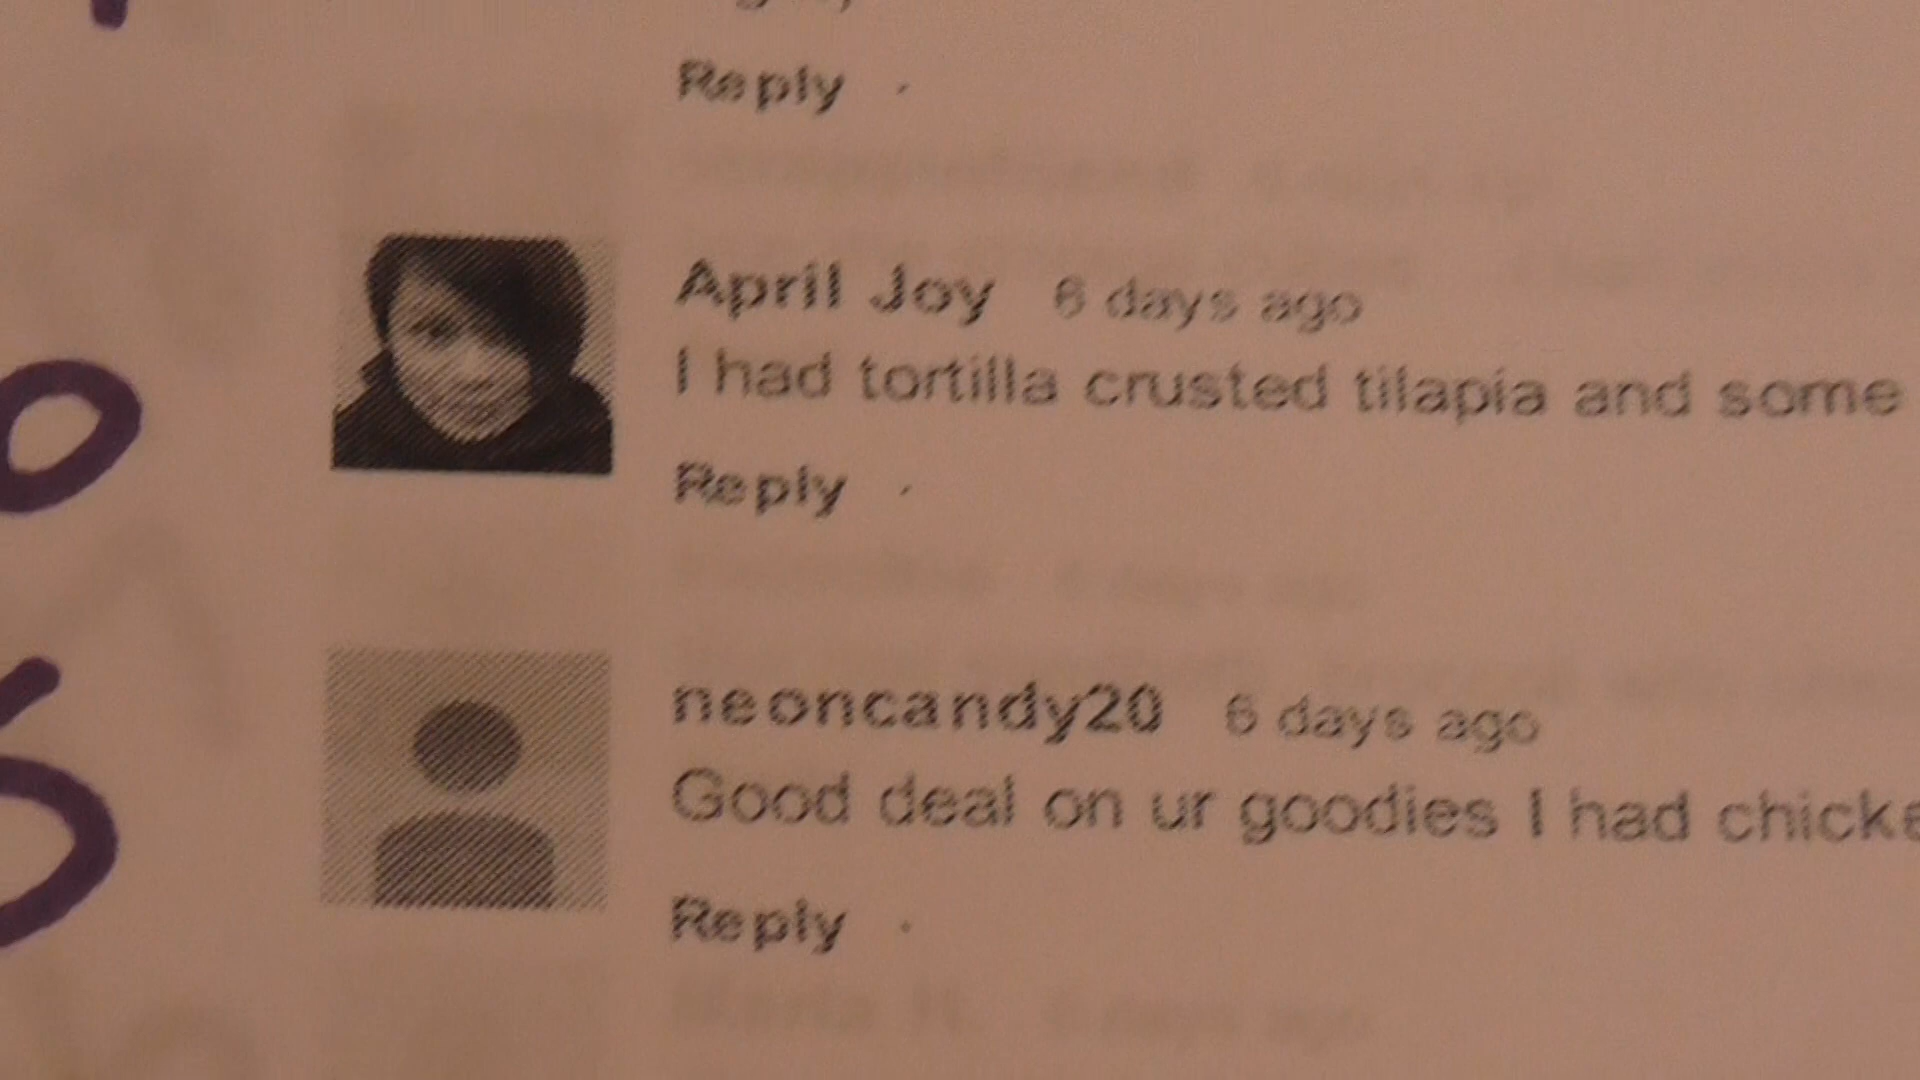 Reply
April Joy 6 days ago
I had tortilla crusted tilapia and some
Reply
neoncandy20 6 days ago
Good deal on ur goodies I had chicke
Reply